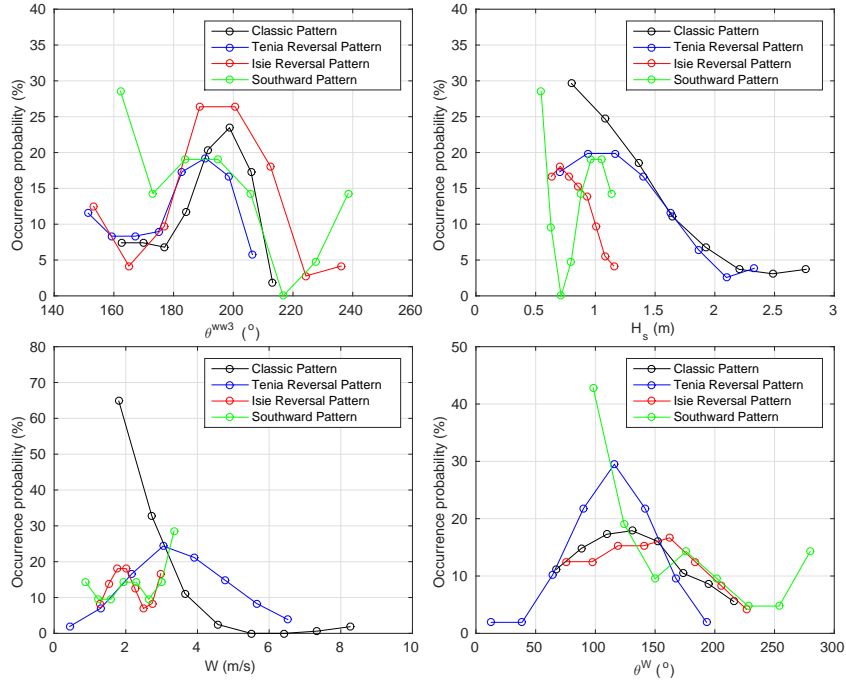 40
35
30
25
20
15
10
5
0
Occurrence probability (%)
140 160 180 200 220 240 260
θ^ww3 (°)
Classic Pattern
Tenia Reversal Pattern
Isie Reversal Pattern
Southward Pattern
40
35
30
25
20
15
10
5
0
Occurrence probability (%)
0 0.5 1 1.5 2 2.5 3
H_s (m)
Classic Pattern
Tenia Reversal Pattern
Isie Reversal Pattern
Southward Pattern
80
70
60
50
40
30
20
10
0
Occurrence probability (%)
0 2 4 6 8 10
W (m/s)
Classic Pattern
Tenia Reversal Pattern
Isie Reversal Pattern
Southward Pattern
50
40
30
20
10
0
Occurrence probability (%)
0 50 100 150 200 250 300
θ^W (°)
Classic Pattern
Tenia Reversal Pattern
Isie Reversal Pattern
Southward Pattern